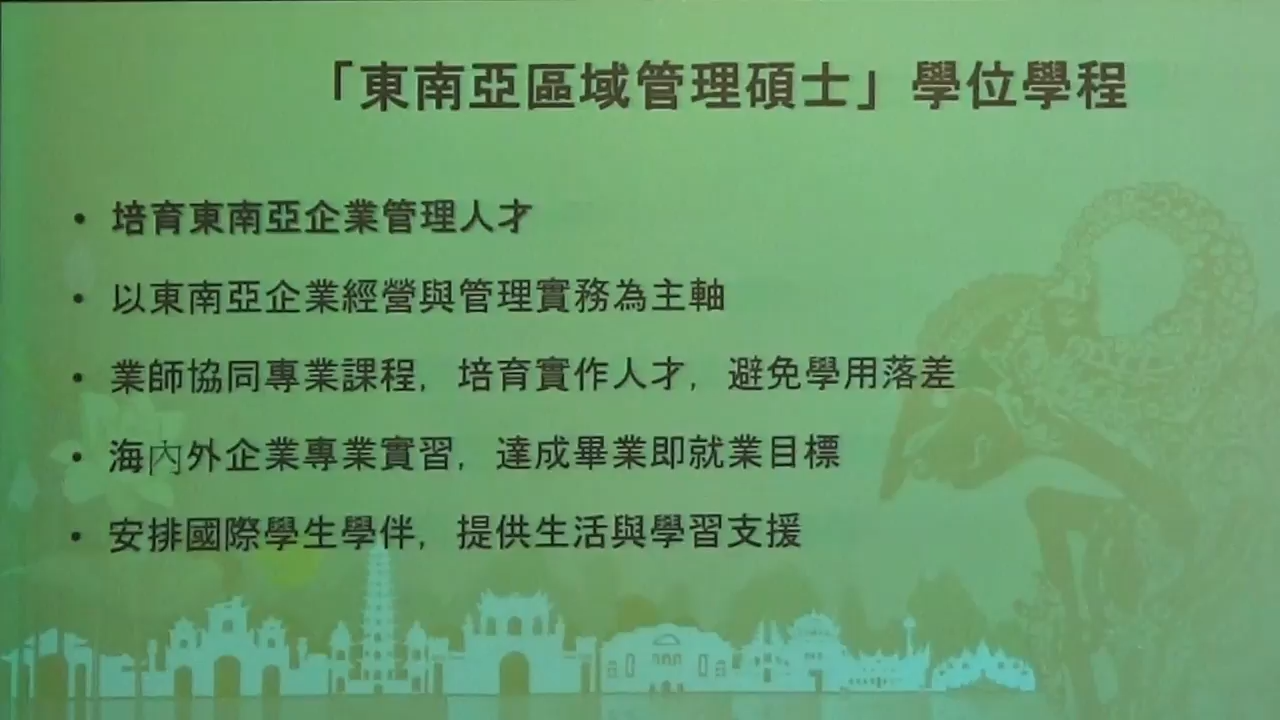 「東南亞區域管理碩士」學位學程
• 培育東南亞企業管理人才
• 以東南亞企業經營與管理實務為主軸
• 業師協同專業課程，培育實作人才，避免學用落差
• 海內外企業專業實習，達成畢業即就業目標
• 安排國際學生學伴，提供生活與學習支援